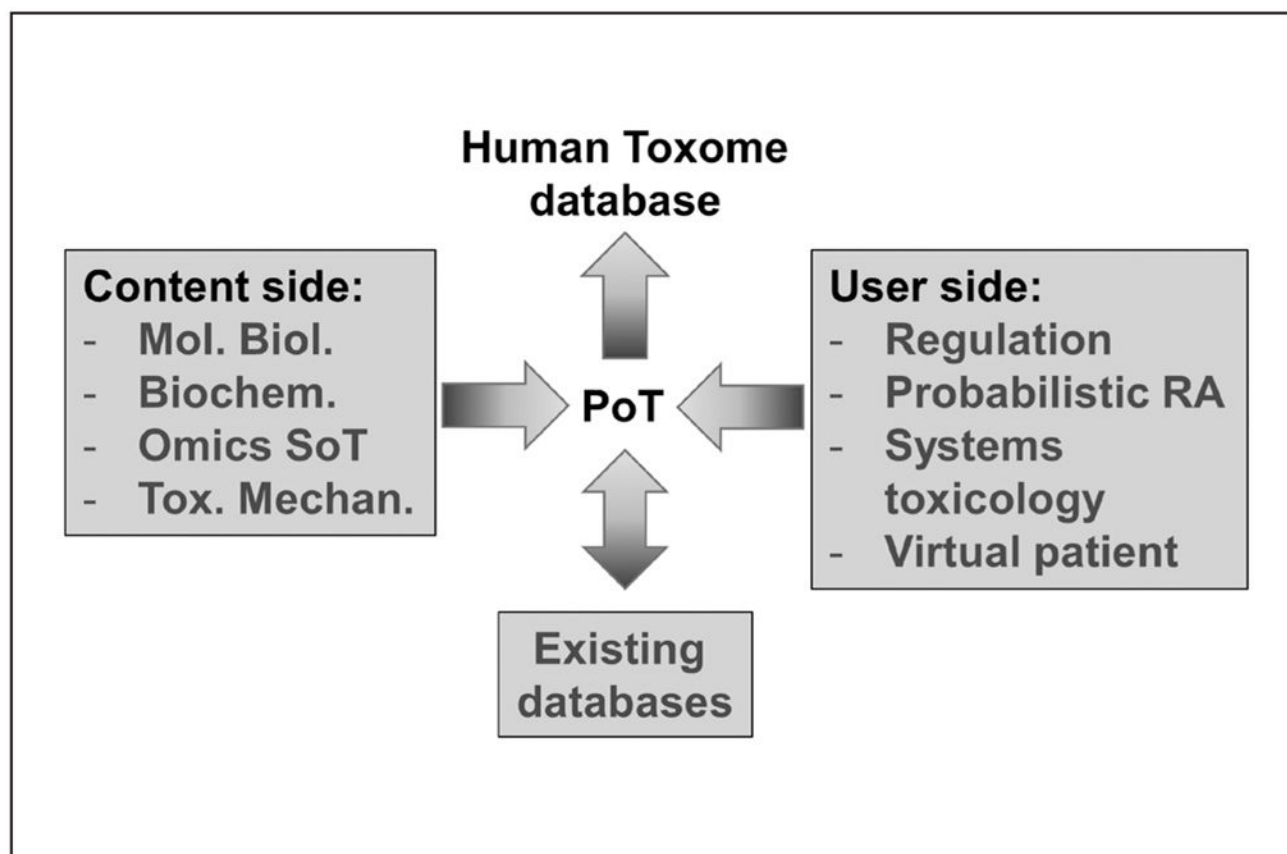 Human Toxome
database
Content side:
- Mol. Biol.
- Biochem.
- Omics SoT
- Tox. Mechan.
PoT
User side:
- Regulation
- Probabilistic RA
- Systems
toxicology
- Virtual patient
Existing
databases